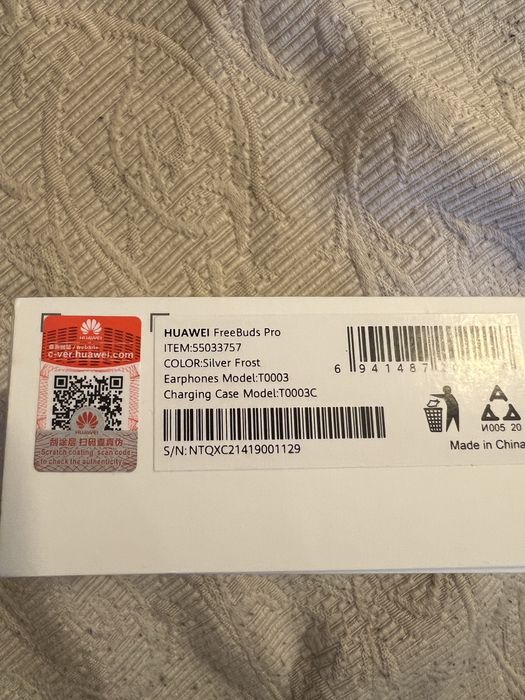 HUAWEI
c-ver.huawei.com
HUAWEI
刮涂层 扫码查真伪
Scratch coating, scan code
to check the authenticity
HUAWEI FreeBuds Pro
ITEM:55033757
COLOR:Silver Frost
Earphones Model:T0003
Charging Case Model:T0003C
S/N:NTQXC21419001129
6 941487
A
И005 20
Made in China